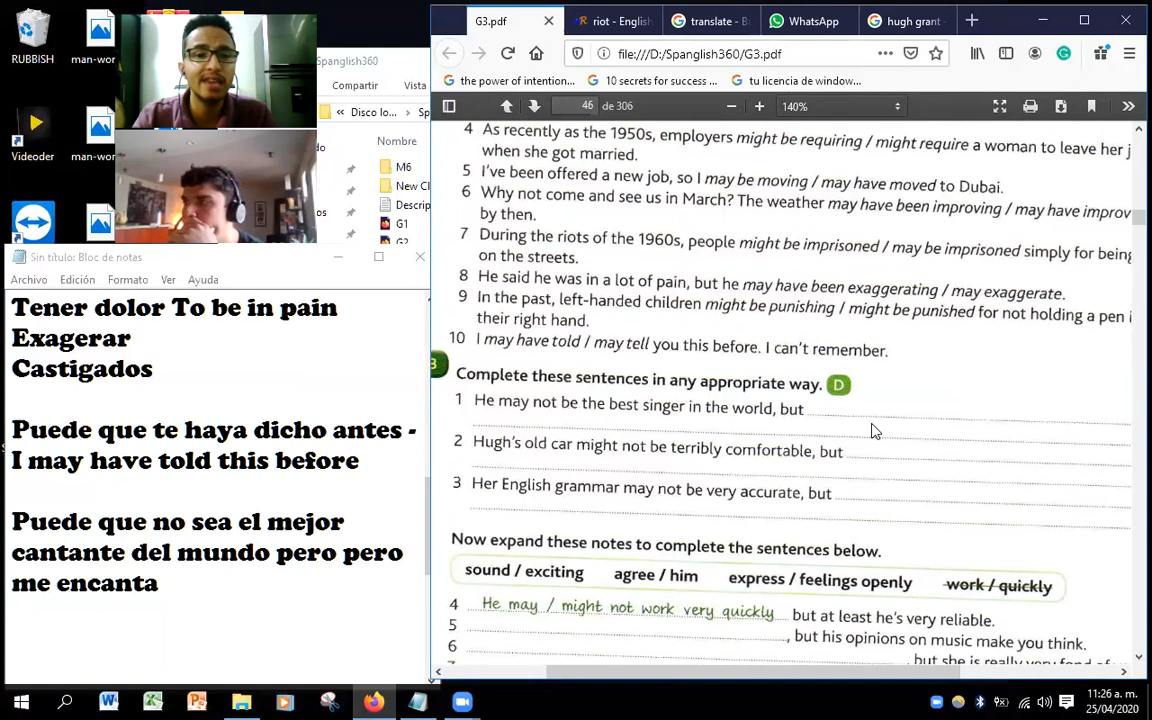 G3.pdf
riot - English
translate - B
WhatsApp
hugh grant -
RUBBISH
man-wor
Spanglish360
file:///D:/Spanglish360/G3.pdf
Compartir
Vista
the power of intention...
10 secrets for success ...
tu licencia de window...
Disco lo...
Sp
46
de 306
140%
Videoder
man-wor
Nombre
M6
New Cl
Descrip
G1
G2
4 As recently as the 1950s, employers might be requiring / might require a woman to leave her j
when she got married.
5 I've been offered a new job, so I may be moving / may have moved to Dubai.
6 Why not come and see us in March? The weather may have been improving / may have improv
by then.
7 During the riots of the 1960s, people might be imprisoned / may be imprisoned simply for being
on the streets.
8 He said he was in a lot of pain, but he may have been exaggerating / may exaggerate.
9 In the past, left-handed children might be punishing / might be punished for not holding a pen i
their right hand.
10 I may have told / may tell you this before. I can't remember.
Complete these sentences in any appropriate way. D
1 He may not be the best singer in the world, but
2 Hugh's old car might not be terribly comfortable, but
3 Her English grammar may not be very accurate, but
Now expand these notes to complete the sentences below.
sound / exciting agree / him express / feelings openly work / quickly
4 He may / might not work very quickly but at least he's very reliable.
5 , but his opinions on music make you think.
6 , but she is really very fond of
Sin título: Bloc de notas
Archivo Edición Formato Ver Ayuda
Tener dolor To be in pain
Exagerar
Castigados
Puede que te haya dicho antes -
I may have told this before
Puede que no sea el mejor
cantante del mundo pero pero
me encanta
11:26 a. m.
25/04/2020